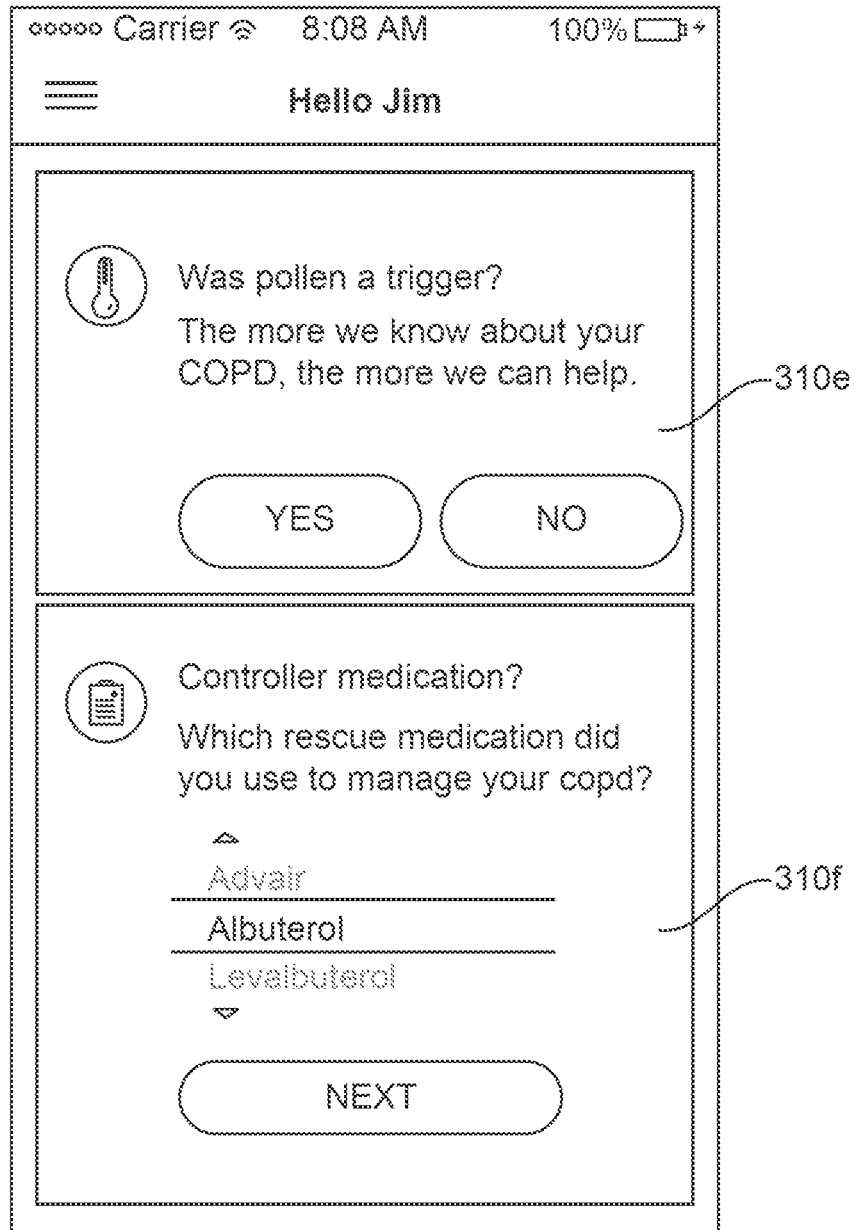 Carrier 8:08 AM 100%
Hello Jim
Was pollen a trigger?
The more we know about your
COPD, the more we can help.
310e
YES NO
Controller medication?
Which rescue medication did
you use to manage your copd?
Advair
310f
Albuterol
Levalbuterol
NEXT